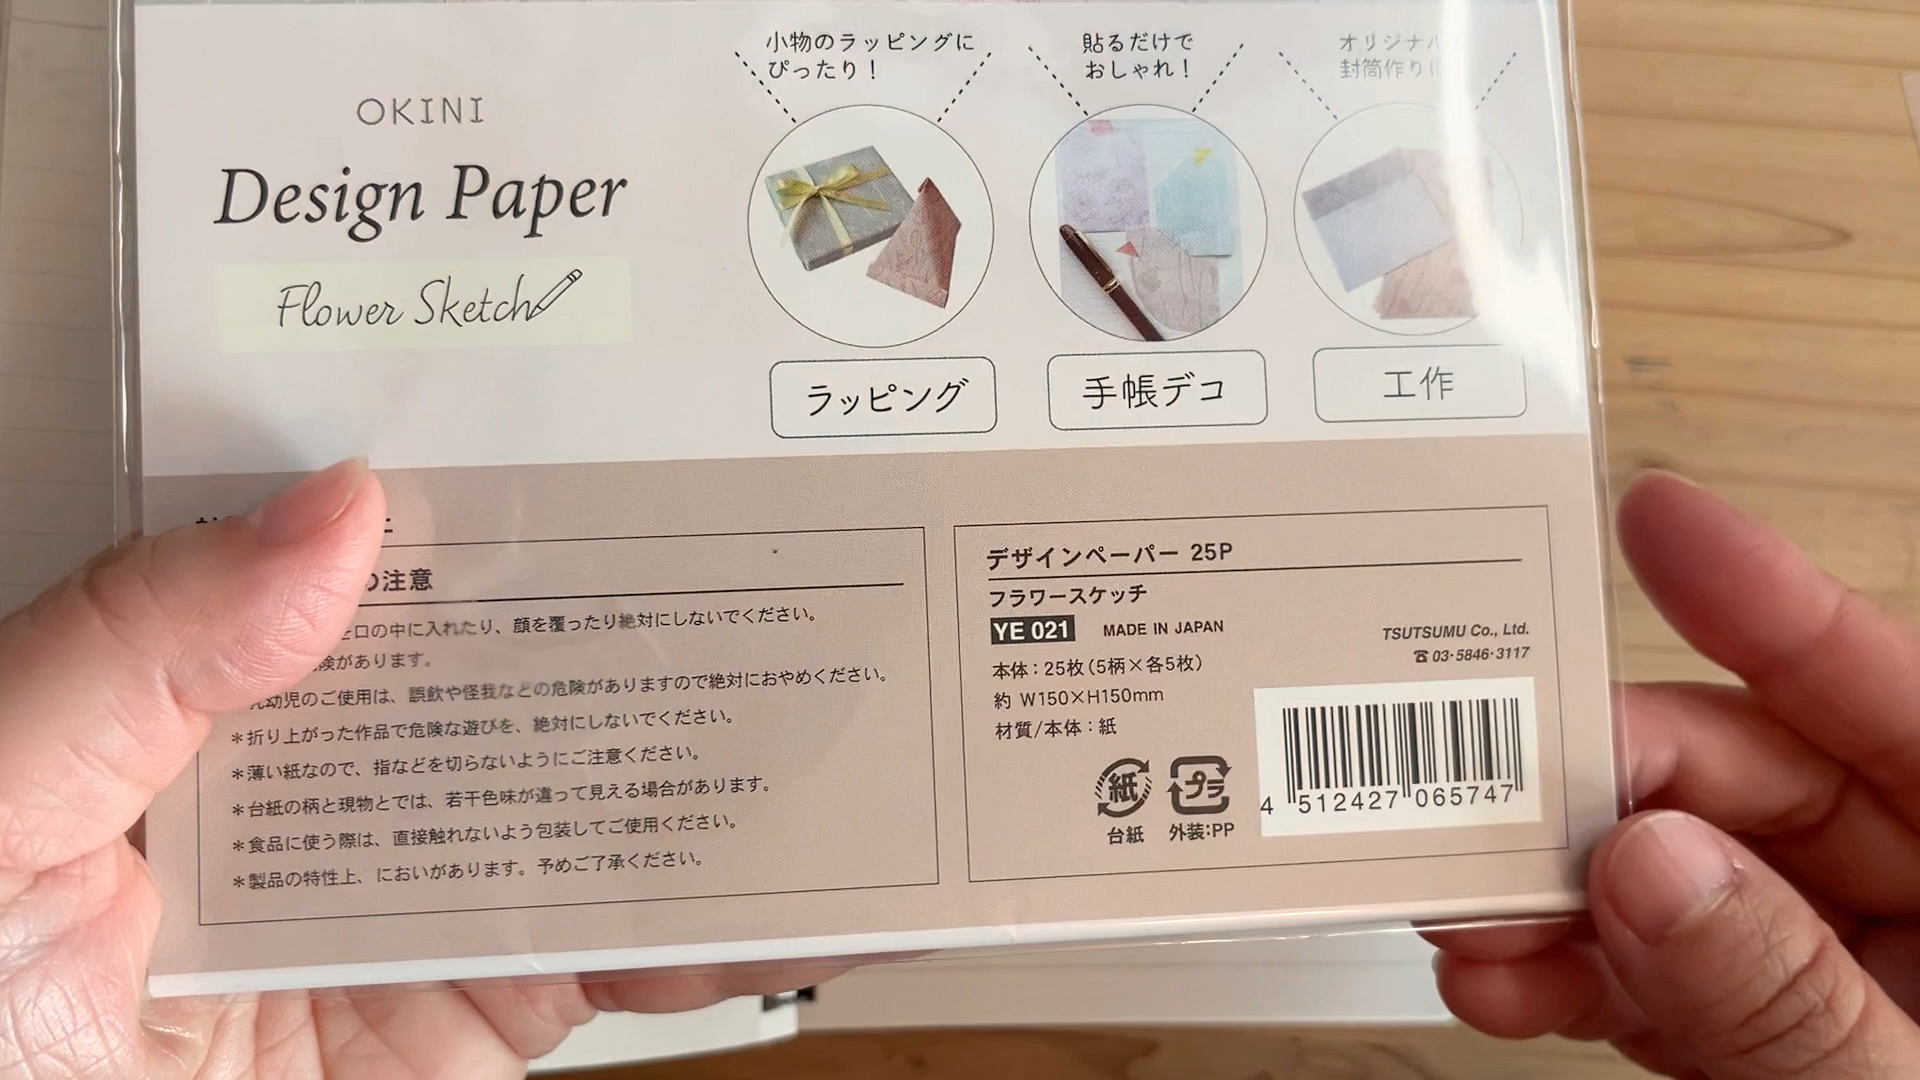 OKINI
Design Paper
Flower Sketch
小物のラッピングに
ぴったり！
貼るだけで
おしゃれ！
オリジナル
封筒作りに
ラッピング
手帳デコ
工作
の注意
を口の中に入れたり、顔を覆ったり絶対にしないでください。
危険があります。
乳幼児のご使用は、誤飲や怪我などの危険がありますので絶対におやめください。
＊折り上がった作品で危険な遊びを、絶対にしないでください。
＊薄い紙なので、指などを切らないようにご注意ください。
＊台紙の柄と現物とでは、若干色味が違って見える場合があります。
＊食品に使う際は、直接触れないよう包装してご使用ください。
＊製品の特性上、においがあります。予めご了承ください。
デザインペーパー 25P
フラワースケッチ
YE 021 MADE IN JAPAN
TSUTSUMU Co., Ltd.
☎03·5846·3117
本体：25枚（5柄×各5枚）
約 W150×H150mm
材質/本体：紙
紙 プラ
台紙 外装：PP
4 512427 065747